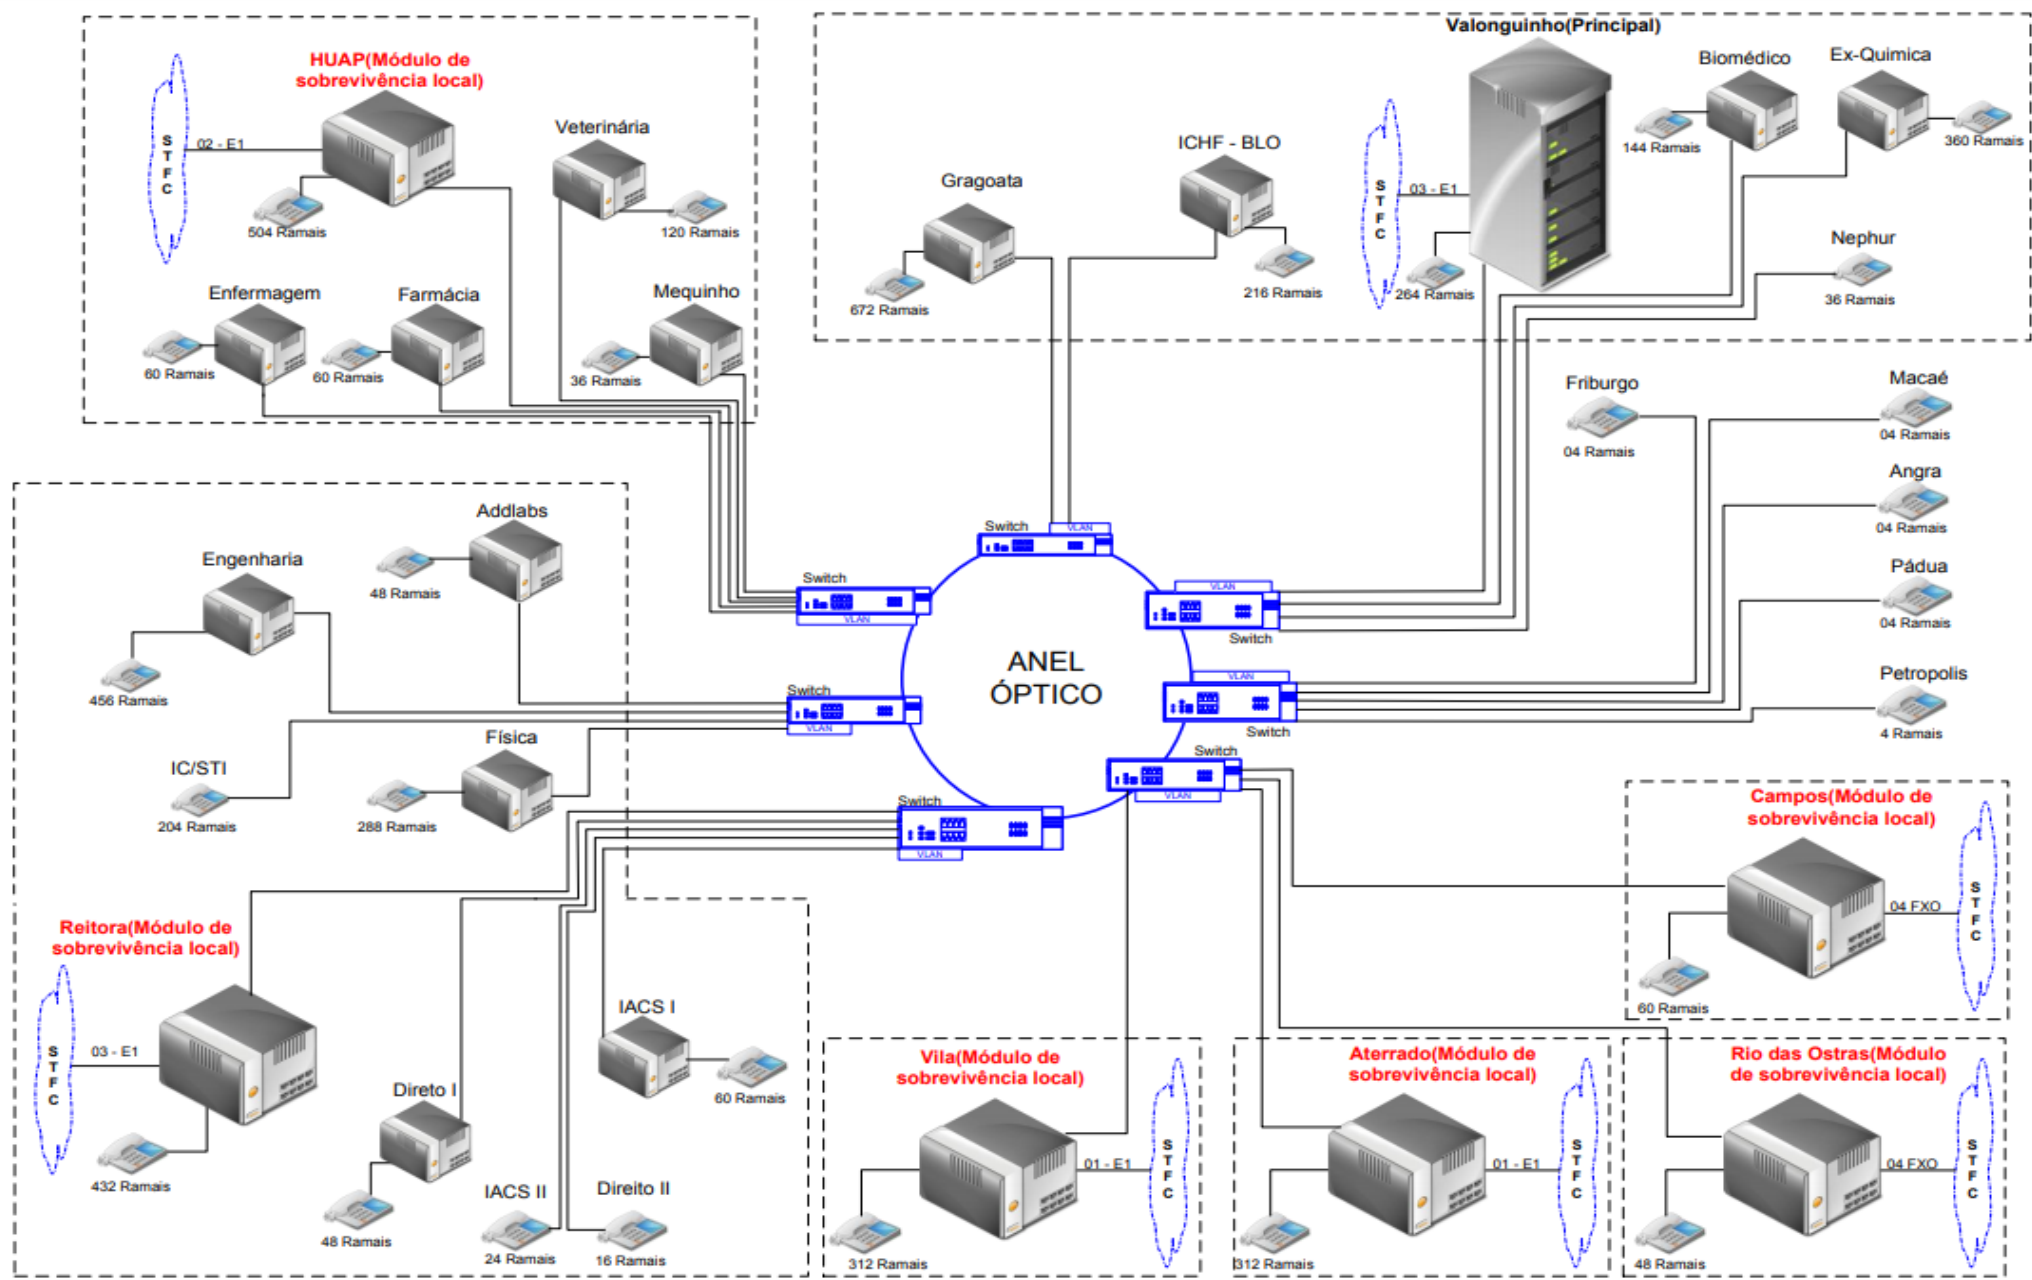 HUAP(Módulo de
sobrevivência local)
S
T
F
C
02 - E1
504 Ramais
Veterinária
120 Ramais
Enfermagem
60 Ramais
Farmácia
60 Ramais
Mequinho
36 Ramais
Valonguinho(Principal)
Gragoata
672 Ramais
ICHF - BLO
216 Ramais
S
T
F
C
03 - E1
264 Ramais
Biomédico
144 Ramais
Ex-Quimica
360 Ramais
Nephur
36 Ramais
Friburgo
04 Ramais
Macaé
04 Ramais
Angra
04 Ramais
Pádua
04 Ramais
Petropolis
4 Ramais
Addlabs
48 Ramais
Engenharia
456 Ramais
IC/STI
204 Ramais
Física
288 Ramais
Switch
VLAN
Switch
VLAN
VLAN
Switch
ANEL
ÓPTICO
Switch
VLAN
VLAN
Switch
Switch
VLAN
Switch
VLAN
Reitora(Módulo de
sobrevivência local)
S
T
F
C
03 - E1
432 Ramais
Direto I
48 Ramais
IACS I
60 Ramais
IACS II
24 Ramais
Direito II
16 Ramais
Campos(Módulo de
sobrevivência local)
04 FXO
S
T
F
C
60 Ramais
Vila(Módulo de
sobrevivência local)
01 - E1
S
T
F
C
312 Ramais
Aterrado(Módulo de
sobrevivência local)
01 - E1
S
T
F
C
312 Ramais
Rio das Ostras(Módulo
de sobrevivência local)
04 FXO
S
T
F
C
48 Ramais